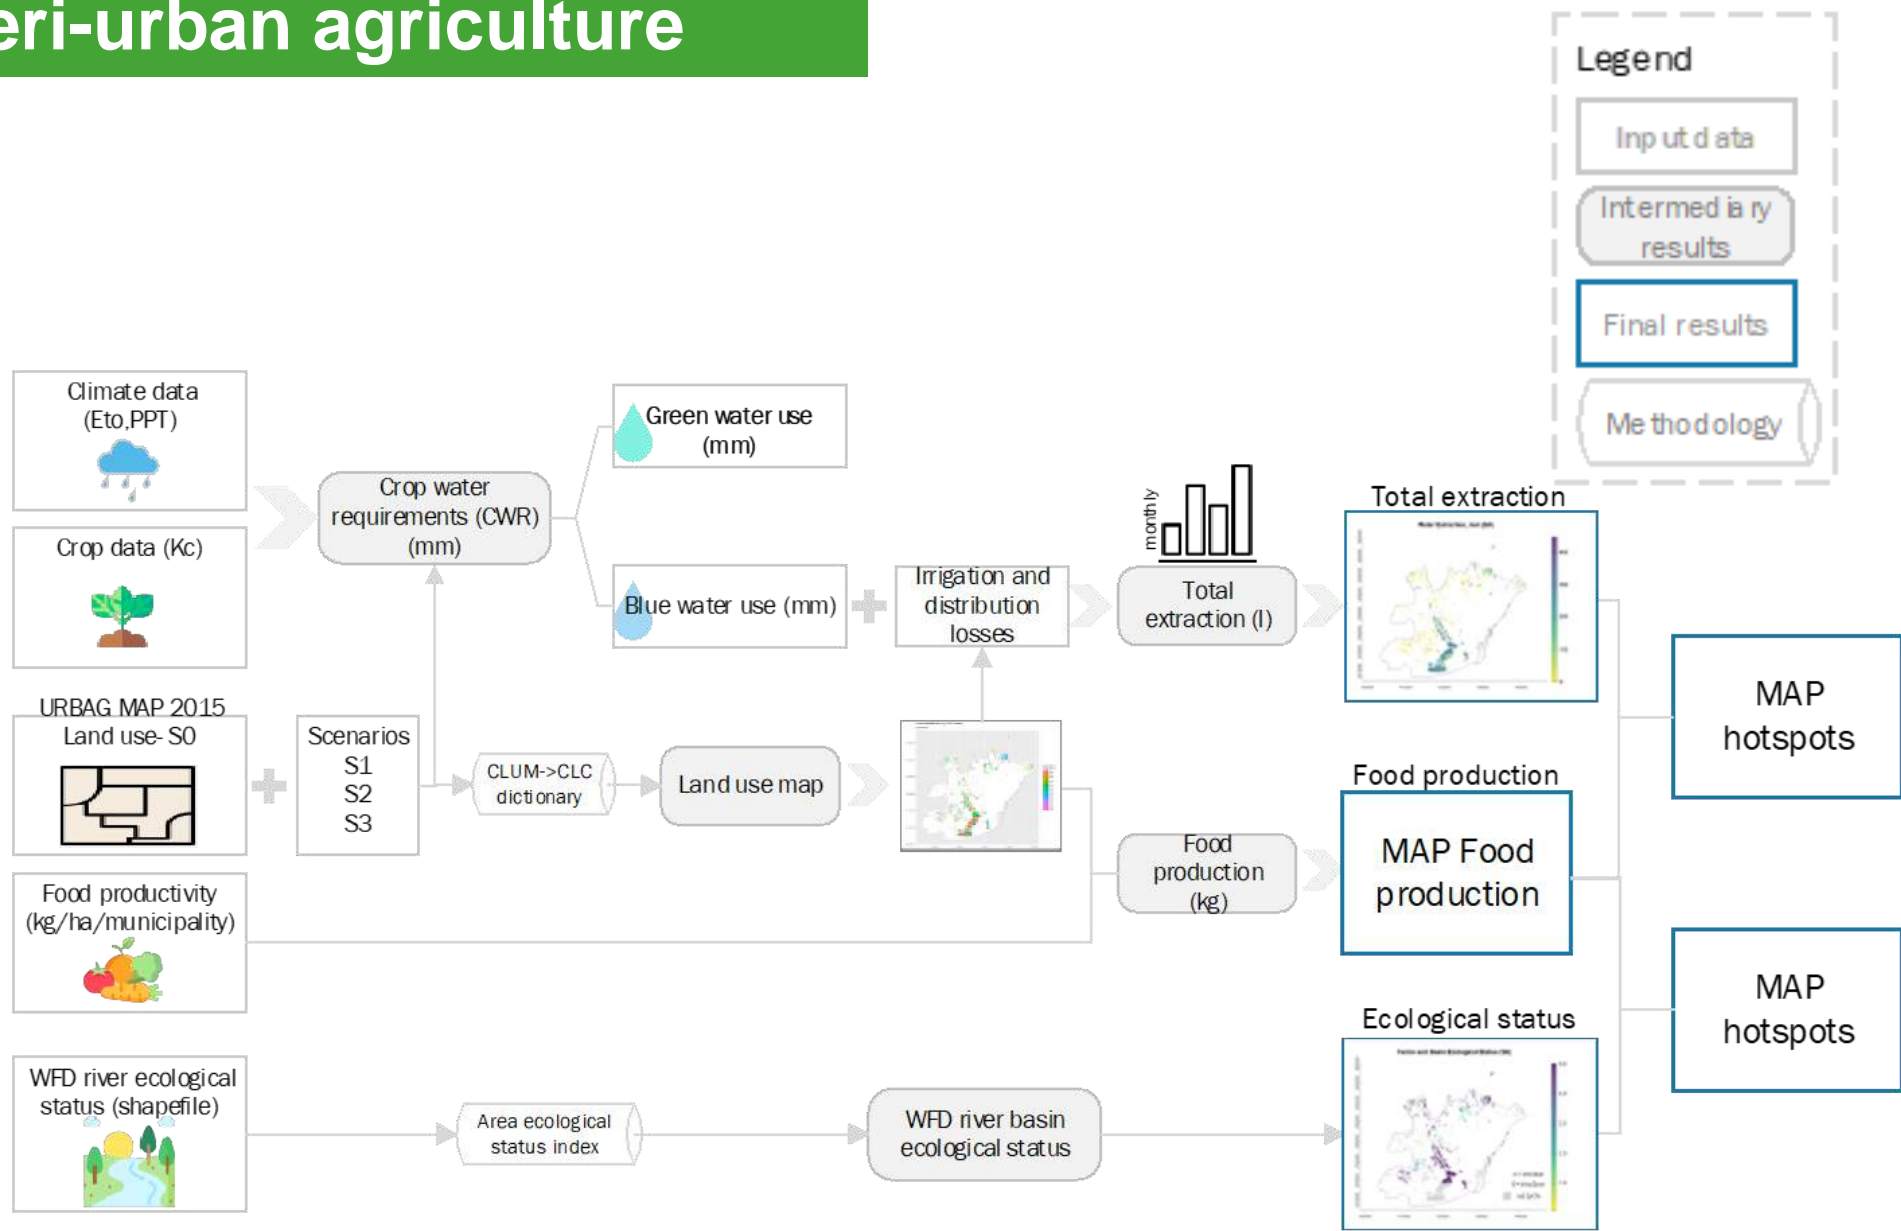 eri-urban agriculture
Legend
Input data
Intermediary
results
Final results
Methodology
Climate data
(Eto,PPT)
Crop data (Kc)
URBAG MAP 2015
Land use- S0
Food productivity
(kg/ha/municipality)
WFD river ecological
status (shapefile)
Scenarios
S1
S2
S3
Crop water
requirements (CWR)
(mm)
CLUM->CLC
dictionary
Land use map
Green water use
(mm)
Blue water use (mm)
Irrigation and
distribution
losses
monthly
Total
extraction (l)
Food
production
(kg)
Area ecological
status index
WFD river basin
ecological status
Total extraction
Food production
MAP Food
production
Ecological status
MAP
hotspots
MAP
hotspots